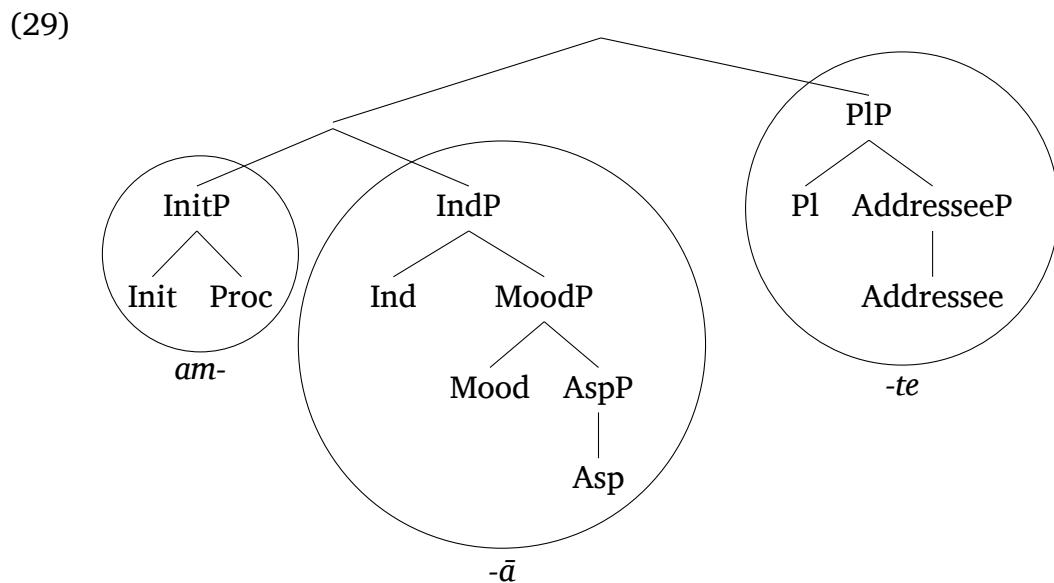 (29)
PlP
InitP IndP Pl AddresseeP
Init Proc Ind MoodP Addressee
am- Mood AspP -te
Asp
-ā